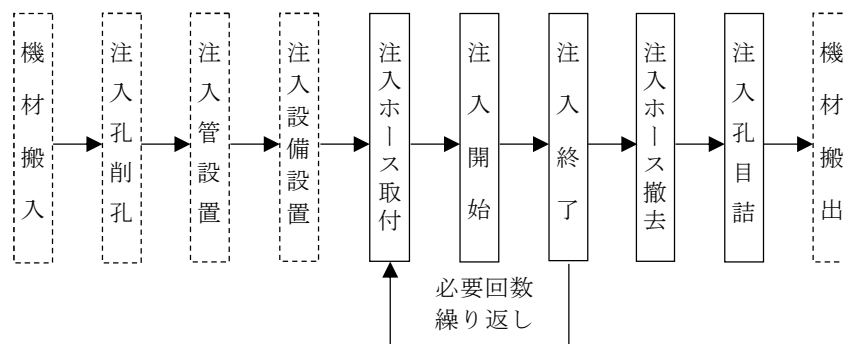 機材搬入
注入孔削孔
注入管設置
注入設備設置
注入ホース取付
注入開始
注入終了
注入ホース撤去
注入孔目詰
機材搬出
必要回数
繰り返し